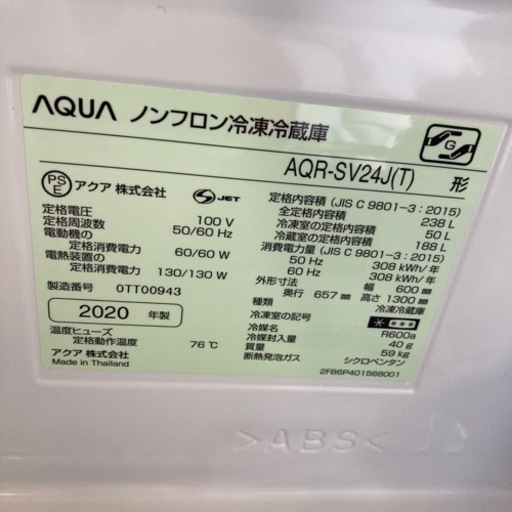 AQUA ノンフロン冷凍冷蔵庫
AQR-SV24J(T) 形
G
PS E アクア 株式会社 S JET
定格電圧 100 V
定格周波数 50/60 Hz
電動機の
定格消費電力 60/60 W
電熱装置の
定格消費電力 130/130 W
製造番号 0TT00943
2020 年製
温度ヒューズ
定格動作温度 76℃
アクア 株式会社
Made in Thailand
定格内容積 (JIS C 9801-3 : 2015)
全定格内容積 238 L
冷凍室の定格内容積 50 L
冷蔵室の定格内容積 188 L
消費電力量 (JIS C 9801-3 : 2015)
50 Hz 308 kWh/年
60 Hz 308 kWh/年
外形寸法 幅 600 mm
奥行 657 mm 高さ 1300 mm
種類 冷凍冷蔵庫
冷凍室の記号
冷媒名 R600a
冷媒封入量 40 g
質量 59 kg
断熱発泡ガス シクロペンタン
2FB6P401568001
>ABS<